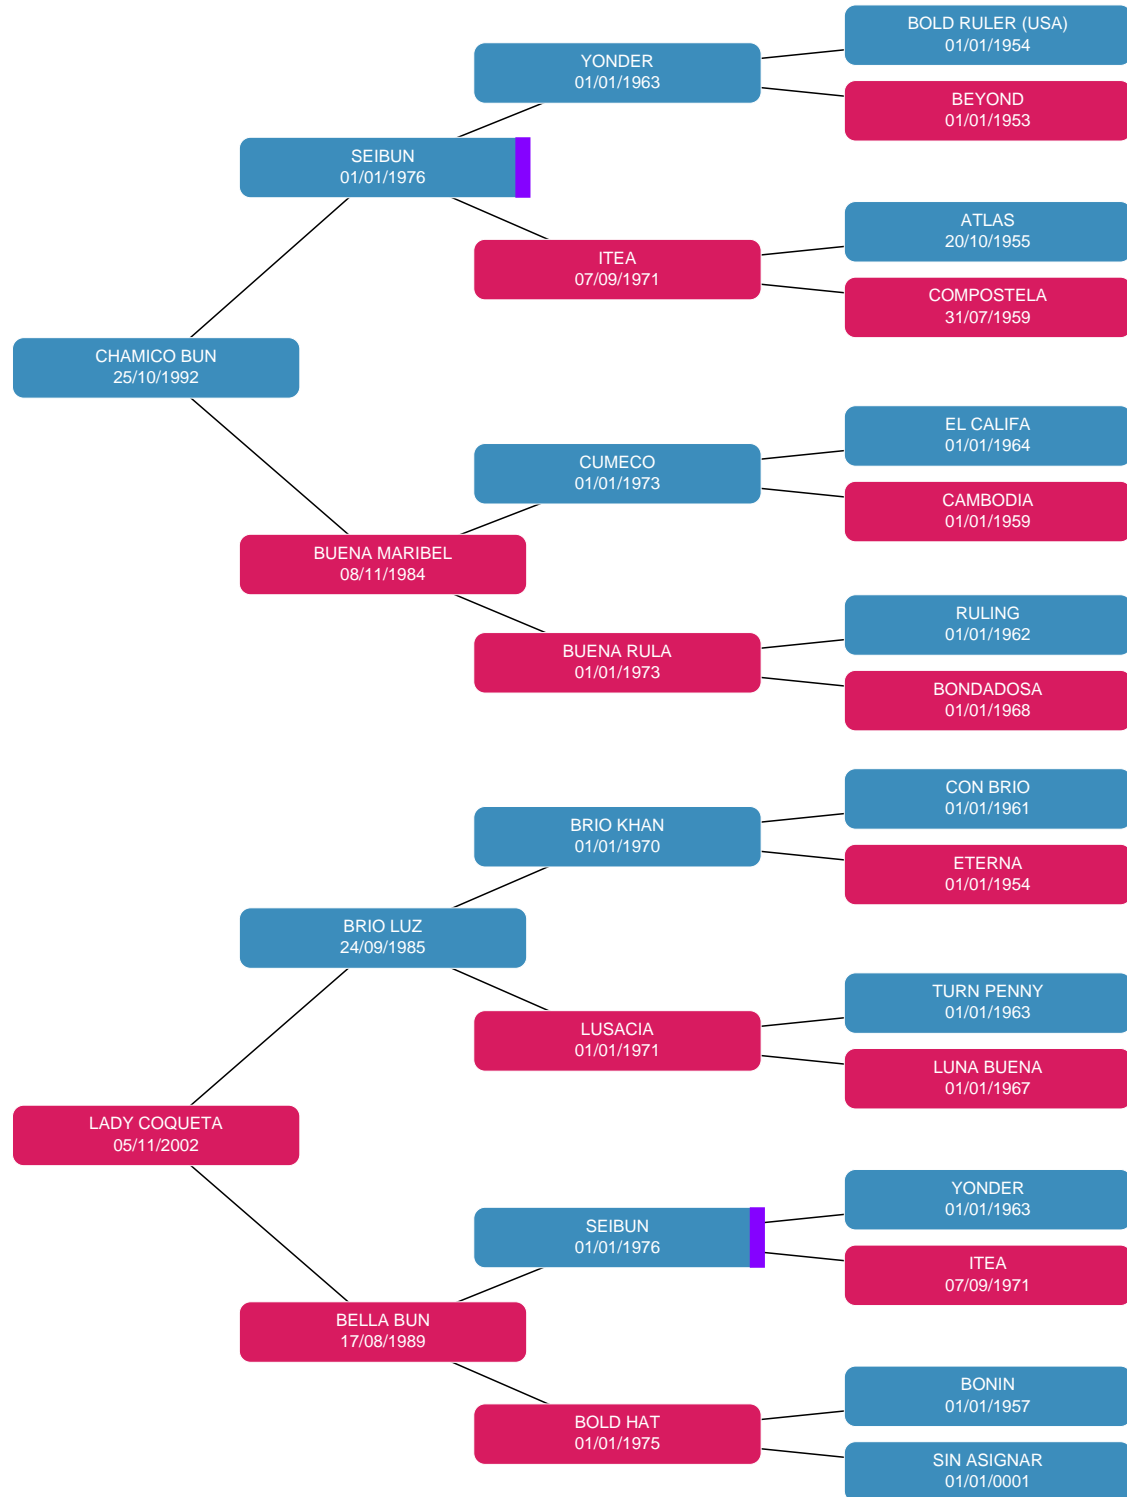 BOLD RULER (USA)
01/01/1954
YONDER
01/01/1963
BEYOND
01/01/1953
SEIBUN
01/01/1976
ATLAS
20/10/1955
ITEA
07/09/1971
COMPOSTELA
31/07/1959
CHAMICO BUN
25/10/1992
EL CALIFA
01/01/1964
CUMECO
01/01/1973
CAMBODIA
01/01/1959
BUENA MARIBEL
08/11/1984
RULING
01/01/1962
BUENA RULA
01/01/1973
BONDADOSA
01/01/1968
CON BRIO
01/01/1961
BRIO KHAN
01/01/1970
ETERNA
01/01/1954
BRIO LUZ
24/09/1985
TURN PENNY
01/01/1963
LUSACIA
01/01/1971
LUNA BUENA
01/01/1967
LADY COQUETA
05/11/2002
YONDER
01/01/1963
SEIBUN
01/01/1976
ITEA
07/09/1971
BELLA BUN
17/08/1989
BONIN
01/01/1957
BOLD HAT
01/01/1975
SIN ASIGNAR
01/01/0001